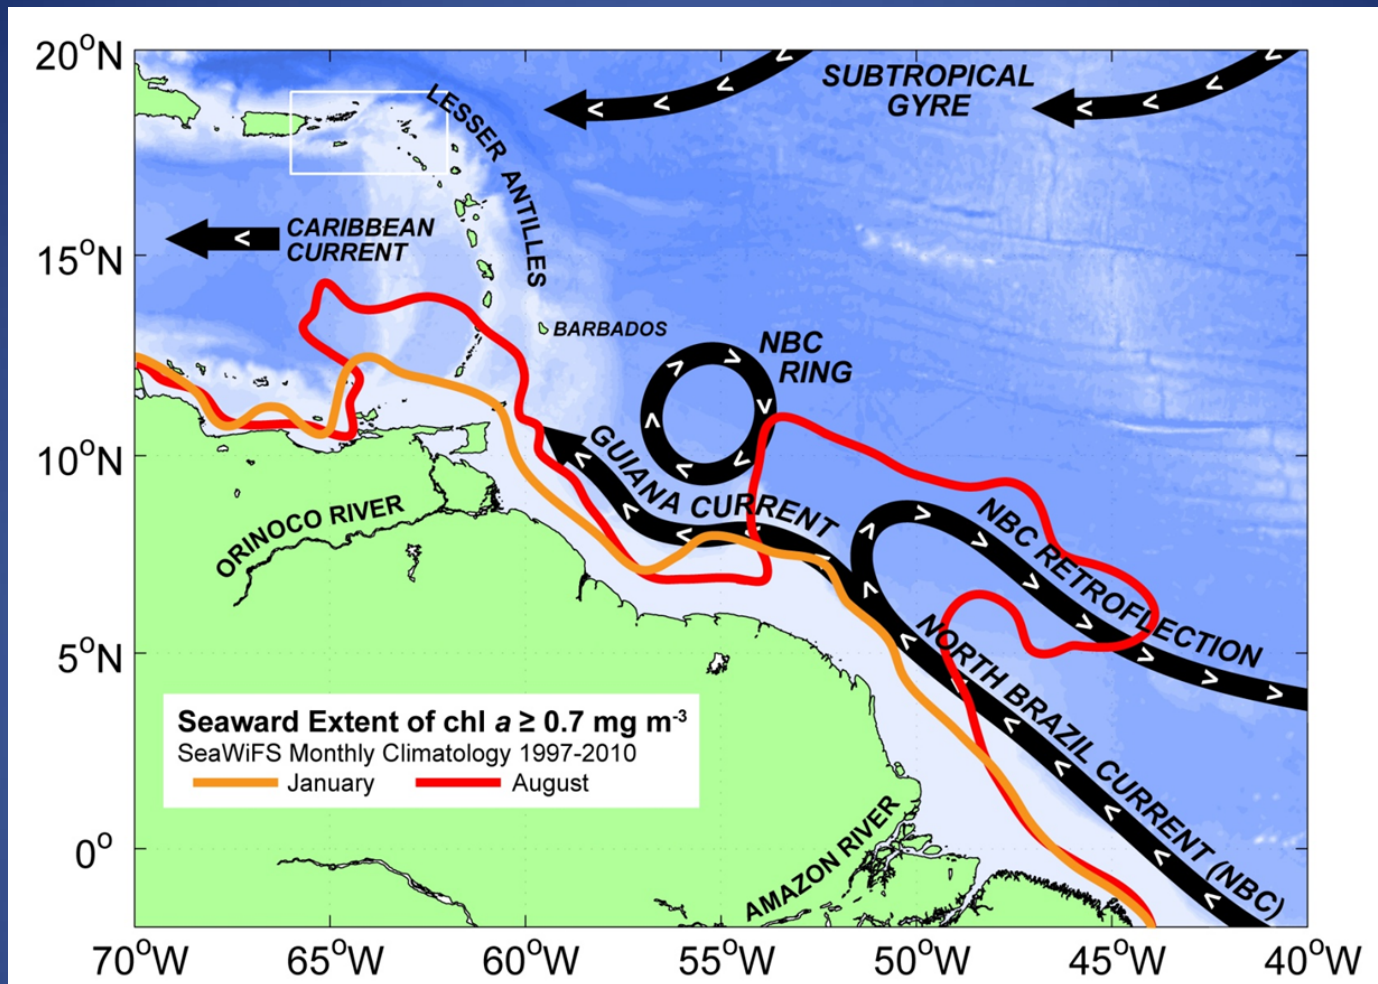 20°N
15°N
10°N
5°N
0°
70°W
65°W
60°W
55°W
50°W
45°W
40°W
SUBTROPICAL
GYRE
LESSER ANTILLES
CARIBBEAN
CURRENT
BARBADOS
NBC
RING
GUIANA CURRENT
ORINOCO RIVER
NBC RETROFLECTION
NORTH BRAZIL CURRENT (NBC)
AMAZON RIVER
Seaward Extent of chl a ≥ 0.7 mg m⁻³
SeaWiFS Monthly Climatology 1997-2010
January
August